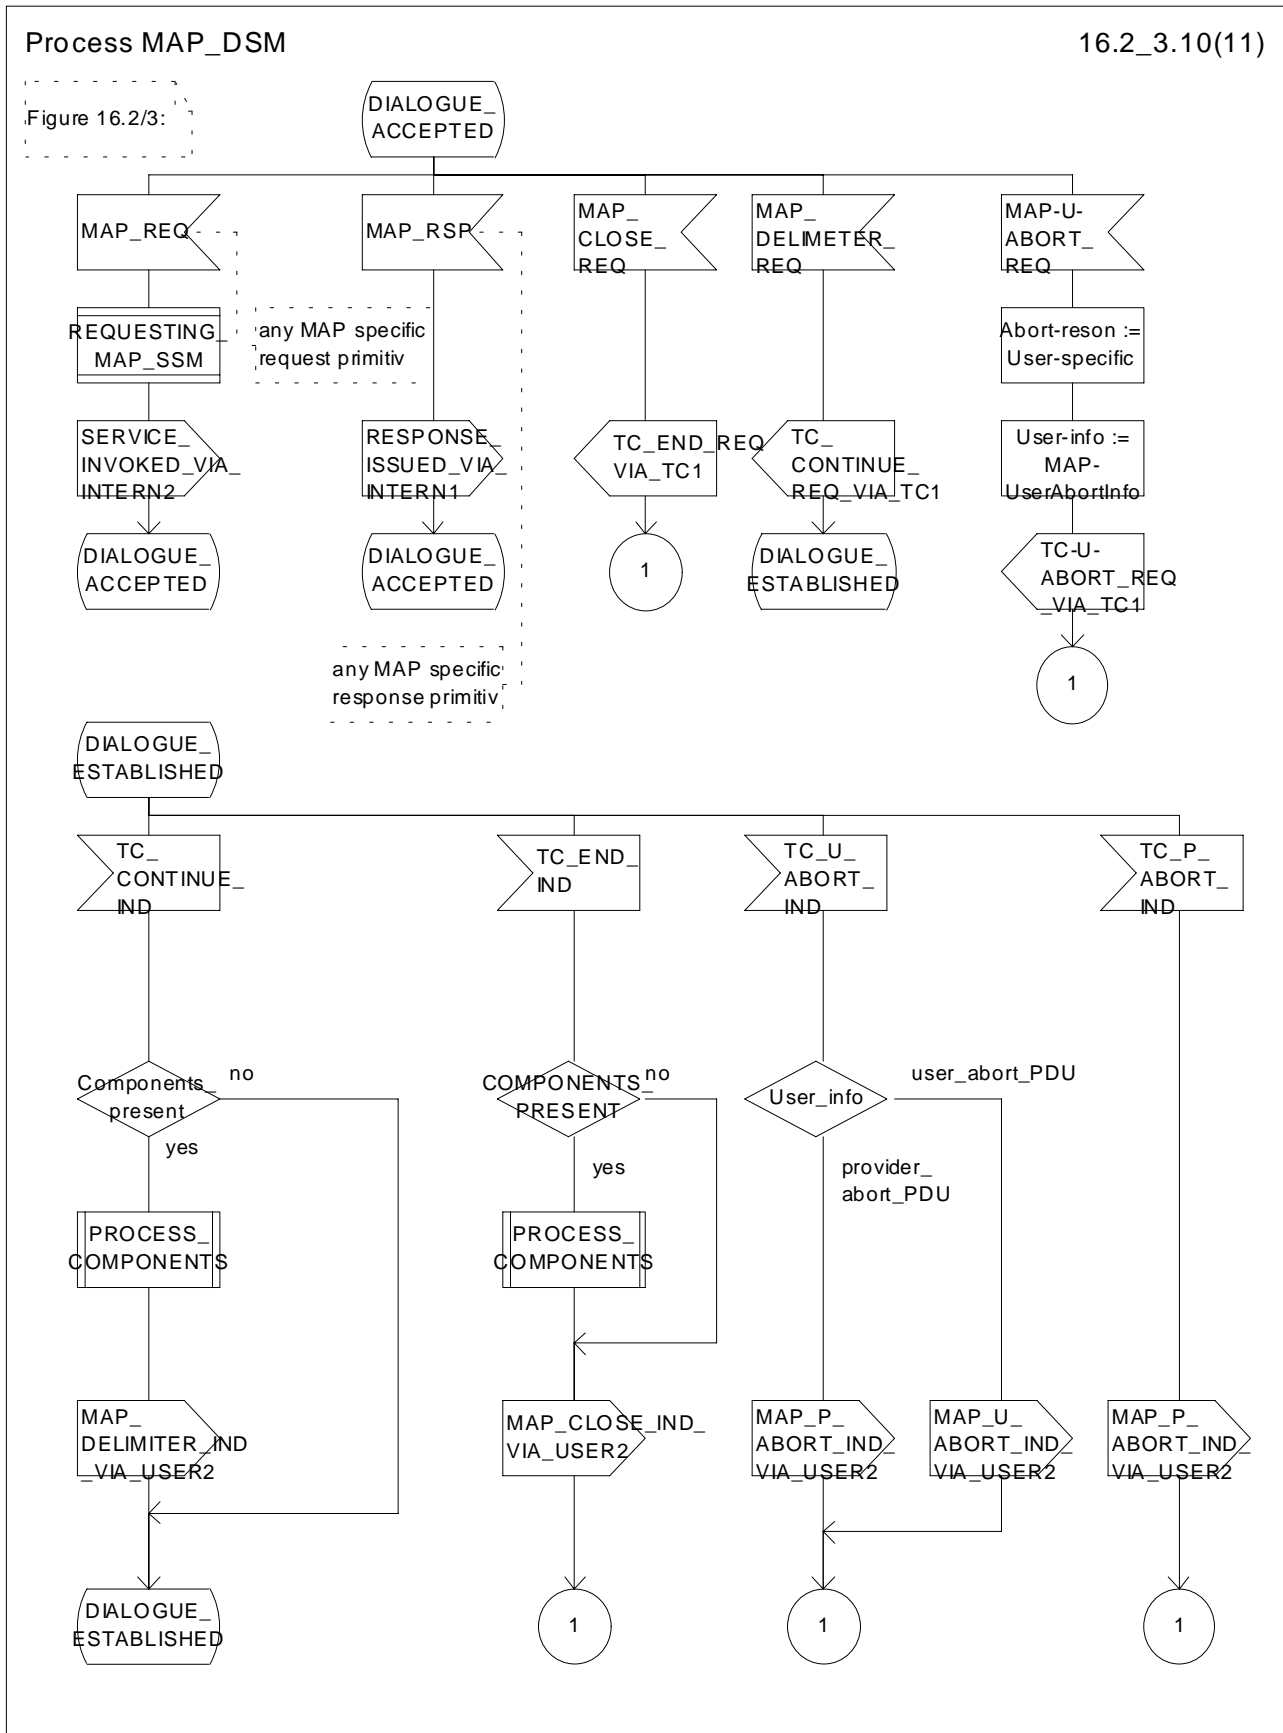 Process MAP_DSM
16.2_3.10(11)
Figure 16.2/3:
DIALOGUE_
ACCEPTED
MAP_REQ
MAP_RSP
MAP_
CLOSE_
REQ
MAP_
DELIMETER_
REQ
MAP-U-
ABORT_
REQ
REQUESTING_
MAP_SSM
any MAP specific
request primitiv
Abort-reson :=
User-specific
SERVICE_
INVOKED_VIA_
INTERN2
RESPONSE_
ISSUED_VIA_
INTERN1
TC_END_REQ
VIA_TC1
TC_
CONTINUE_
REQ_VIA_TC1
User-info :=
MAP-
UserAbortInfo
DIALOGUE_
ACCEPTED
DIALOGUE_
ACCEPTED
1
DIALOGUE_
ESTABLISHED
TC-U-
ABORT_REQ
_VIA_TC1
any MAP specific
response primitiv
1
DIALOGUE_
ESTABLISHED
TC_
CONTINUE_
IND
TC_END_
IND
TC_U_
ABORT_
IND
TC_P_
ABORT_
IND
Components_
present
no
yes
COMPONENTS_
PRESENT
no
yes
User_info
user_abort_PDU
provider_
abort_PDU
PROCESS_
COMPONENTS
PROCESS_
COMPONENTS
MAP_
DELIMITER_IND
_VIA_USER2
MAP_CLOSE_IND_
VIA_USER2
MAP_P_
ABORT_IND_
VIA_USER2
MAP_U_
ABORT_IND_
VIA_USER2
MAP_P_
ABORT_IND_
VIA_USER2
DIALOGUE_
ESTABLISHED
1
1
1